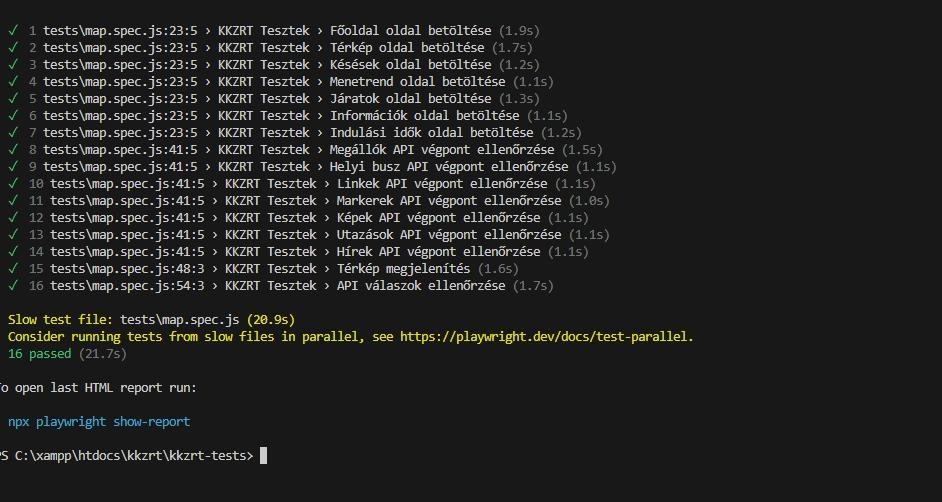 ✓ 1 tests\map.spec.js:23:5 › KKZRT Tesztek › Főoldal oldal betöltése (1.9s)
✓ 2 tests\map.spec.js:23:5 › KKZRT Tesztek › Térkép oldal betöltése (1.7s)
✓ 3 tests\map.spec.js:23:5 › KKZRT Tesztek › Késések oldal betöltése (1.2s)
✓ 4 tests\map.spec.js:23:5 › KKZRT Tesztek › Menetrend oldal betöltése (1.1s)
✓ 5 tests\map.spec.js:23:5 › KKZRT Tesztek › Járatok oldal betöltése (1.3s)
✓ 6 tests\map.spec.js:23:5 › KKZRT Tesztek › Információk oldal betöltése (1.1s)
✓ 7 tests\map.spec.js:23:5 › KKZRT Tesztek › Indulási idők oldal betöltése (1.2s)
✓ 8 tests\map.spec.js:41:5 › KKZRT Tesztek › Megállók API végpont ellenőrzése (1.5s)
✓ 9 tests\map.spec.js:41:5 › KKZRT Tesztek › Helyi busz API végpont ellenőrzése (1.1s)
✓ 10 tests\map.spec.js:41:5 › KKZRT Tesztek › Linkek API végpont ellenőrzése (1.1s)
✓ 11 tests\map.spec.js:41:5 › KKZRT Tesztek › Markerek API végpont ellenőrzése (1.0s)
✓ 12 tests\map.spec.js:41:5 › KKZRT Tesztek › Képek API végpont ellenőrzése (1.1s)
✓ 13 tests\map.spec.js:41:5 › KKZRT Tesztek › Utazások API végpont ellenőrzése (1.1s)
✓ 14 tests\map.spec.js:41:5 › KKZRT Tesztek › Hírek API végpont ellenőrzése (1.1s)
✓ 15 tests\map.spec.js:48:3 › KKZRT Tesztek › Térkép megjelenítés (1.6s)
✓ 16 tests\map.spec.js:54:3 › KKZRT Tesztek › API válaszok ellenőrzése (1.7s)
Slow test file: tests\map.spec.js (20.9s)
Consider running tests from slow files in parallel, see https://playwright.dev/docs/test-parallel.
16 passed (21.7s)
To open last HTML report run:
npx playwright show-report
PS C:\xampp\htdocs\kkzrt\kkzrt-tests>